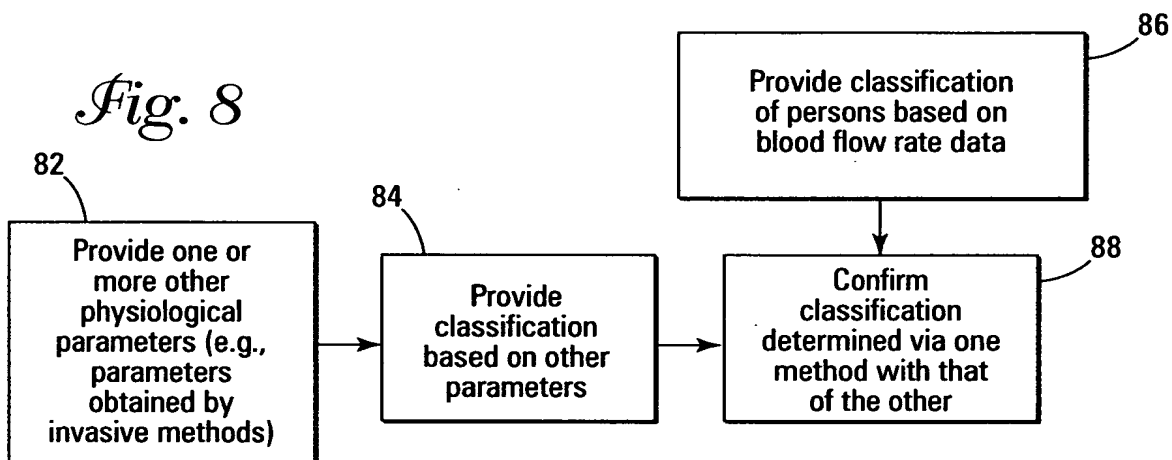 Fig. 8
86
Provide classification
of persons based on
blood flow rate data
82
Provide one or
more other
physiological
parameters (e.g.,
parameters
obtained by
invasive methods)
84
Provide
classification
based on other
parameters
88
Confirm
classification
determined via one
method with that
of the other